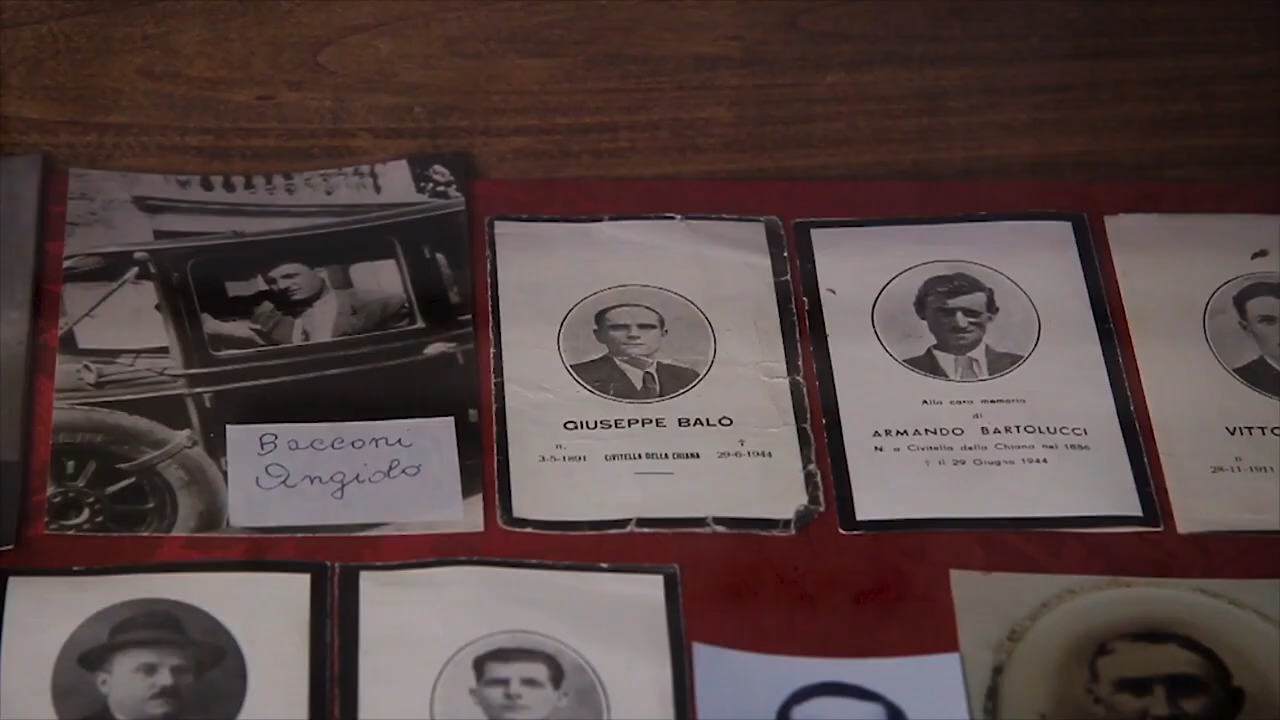 Bacconi
Angiolo
GIUSEPPE BALÒ
n. †
3-5-1891 CIVITELLA DELLA CHIANA 29-6-1944
Alla cara memoria
di
ARMANDO BARTOLUCCI
N. a Civitella della Chiana nel 1886
† il 29 Giugno 1944
VITTO
n
28-11-1911